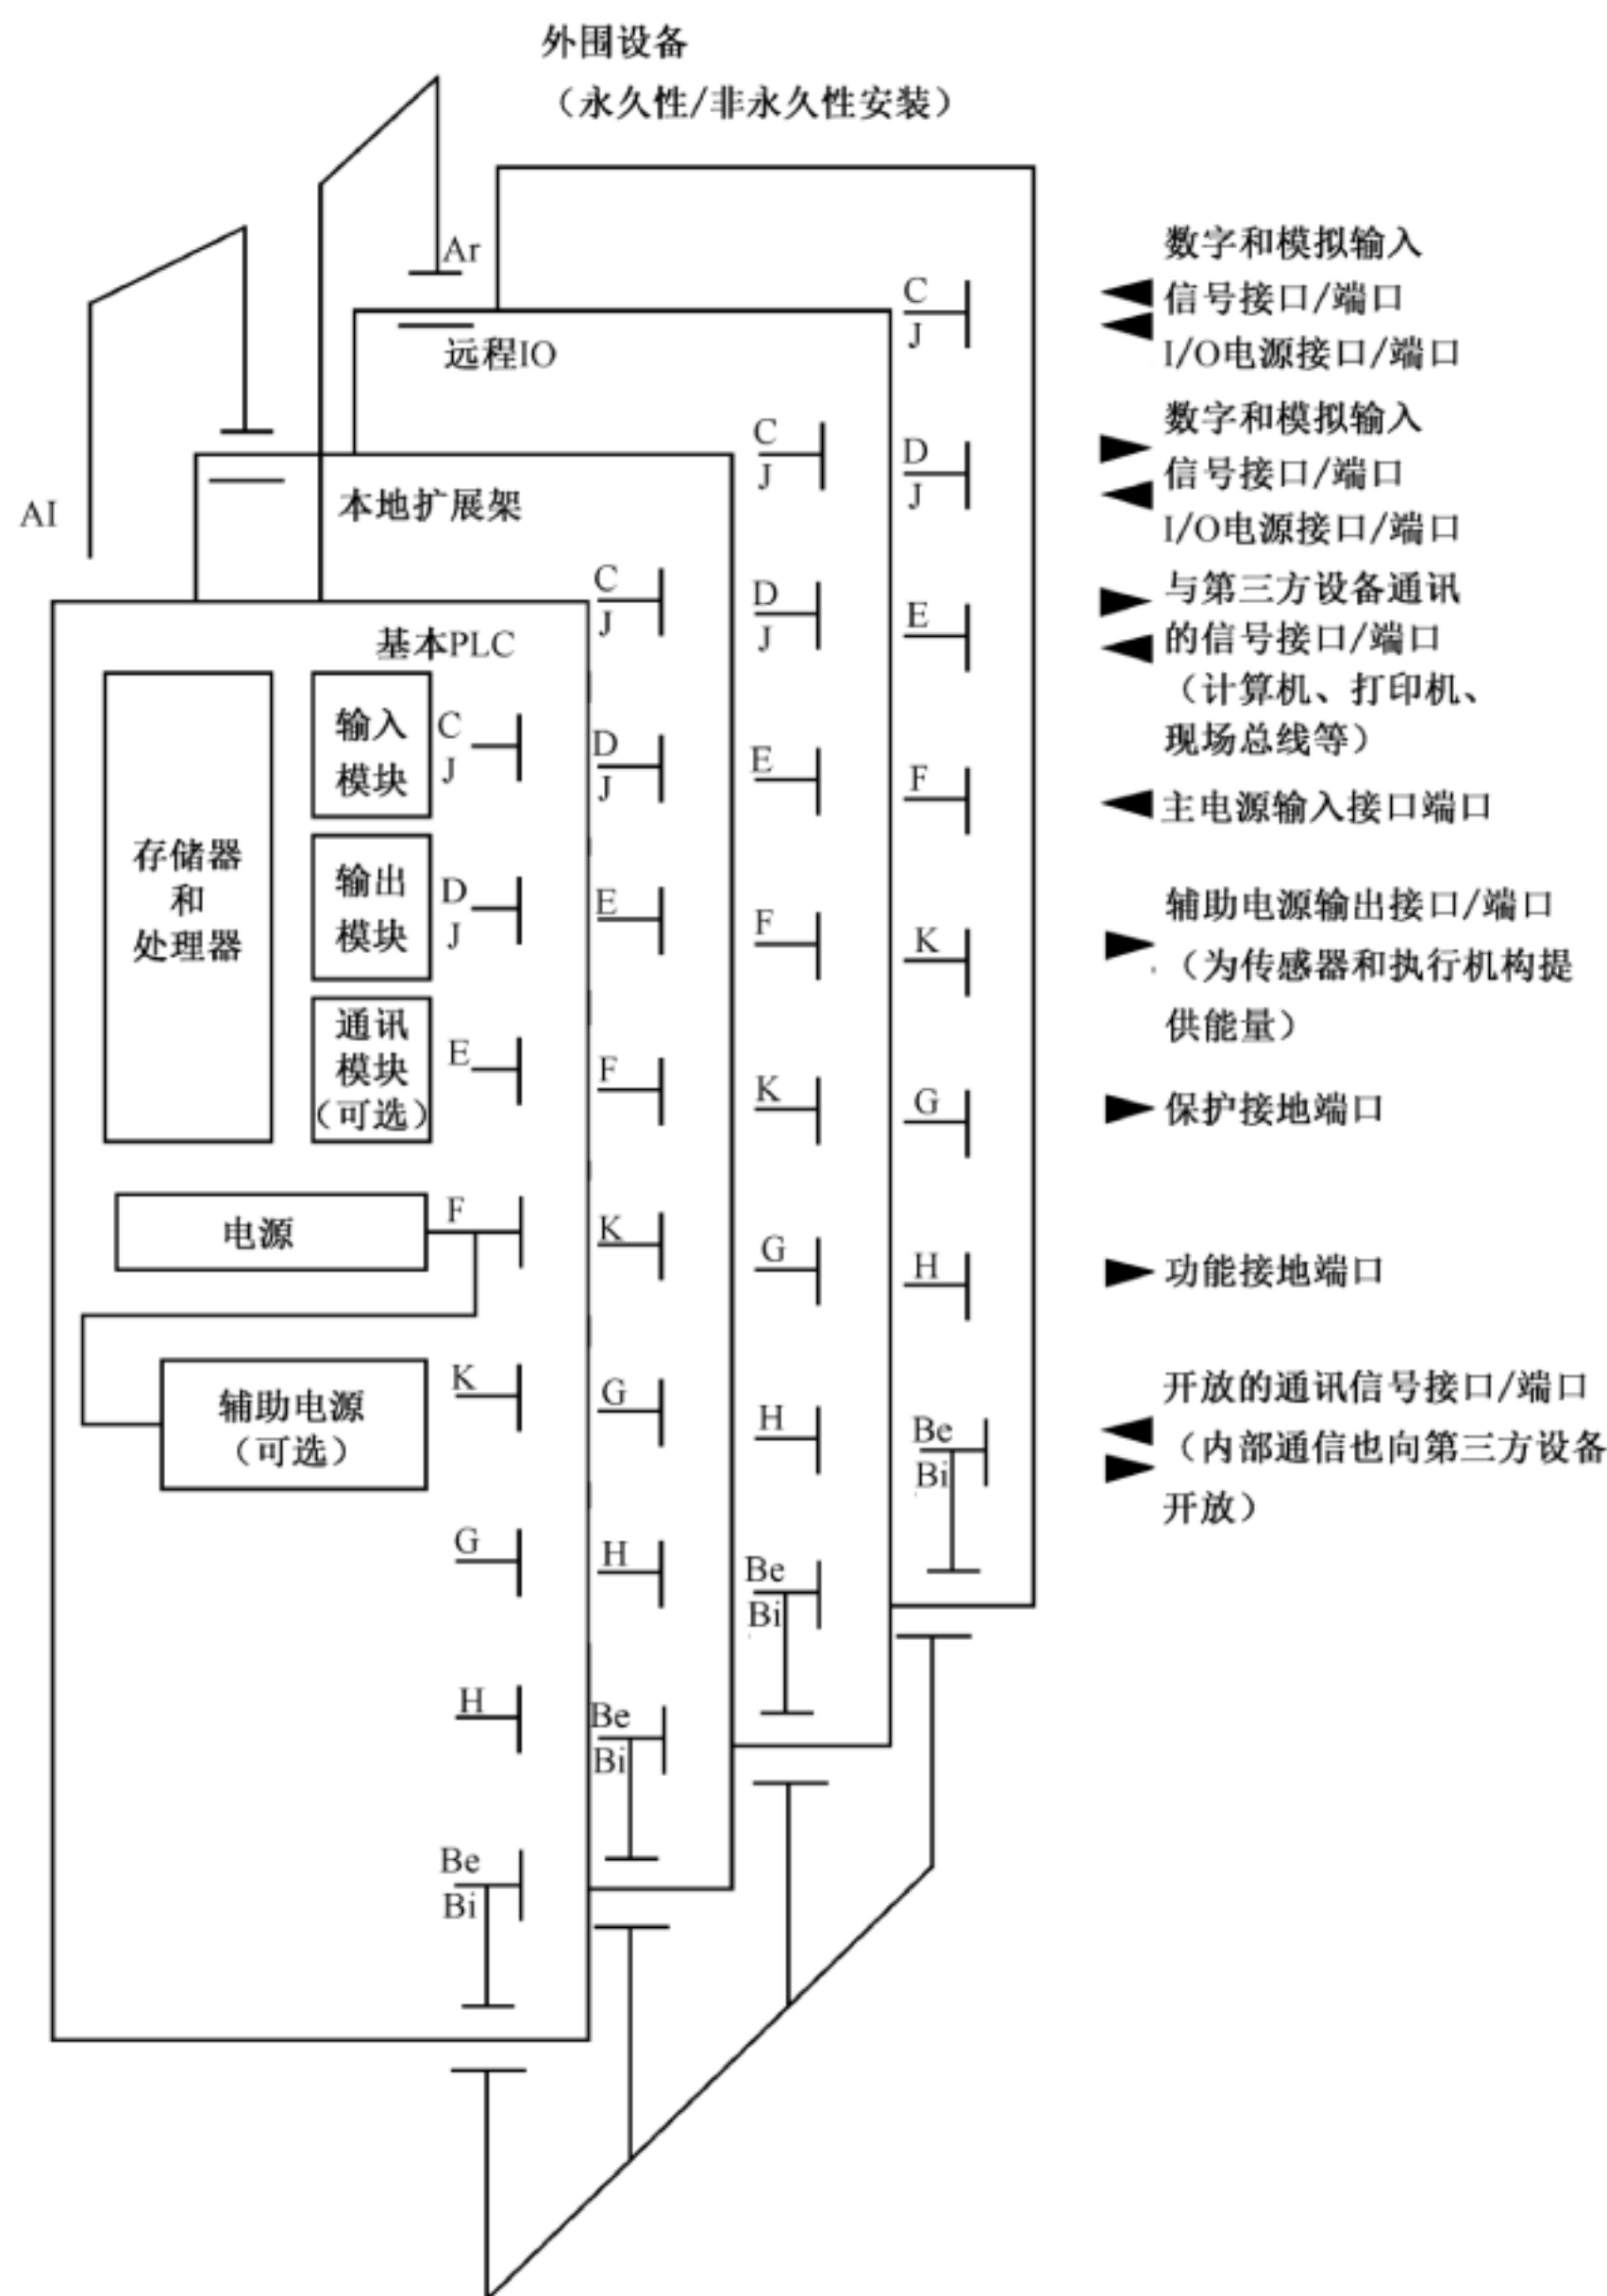 外围设备
（永久性/非永久性安装）
Ar
远程IO
AI
本地扩展架
基本PLC
存储器
和
处理器
输入
模块
C
J
输出
模块
D
J
通讯
模块
（可选）
E
电源
F
辅助电源
（可选）
K
G
H
Be
Bi
C
J
D
J
E
F
K
G
H
Be
Bi
C
J
D
J
E
F
K
G
H
Be
Bi
C
J
D
J
E
F
K
G
H
Be
Bi
数字和模拟输入
信号接口/端口
I/O电源接口/端口
数字和模拟输入
信号接口/端口
I/O电源接口/端口
与第三方设备通讯
的信号接口/端口
（计算机、打印机、
现场总线等）
主电源输入接口端口
辅助电源输出接口/端口
（为传感器和执行机构提
供能量）
保护接地端口
功能接地端口
开放的通讯信号接口/端口
（内部通信也向第三方设备
开放）